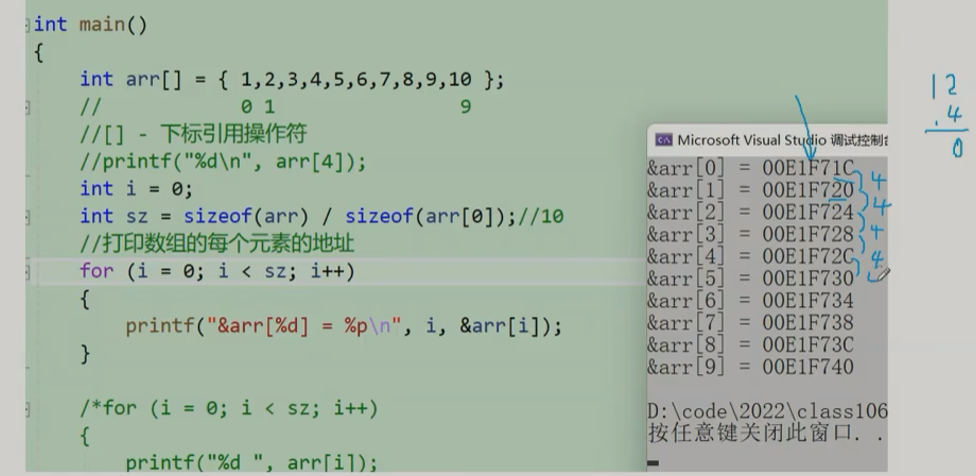 int main()
{
int arr[] = { 1,2,3,4,5,6,7,8,9,10 };
// 0 1 9
//[] - 下标引用操作符
//printf("%d\n", arr[4]);
int i = 0;
int sz = sizeof(arr) / sizeof(arr[0]);//10
//打印数组的每个元素的地址
for (i = 0; i < sz; i++)
{
printf("&arr[%d] = %p\n", i, &arr[i]);
}
/*for (i = 0; i < sz; i++)
{
printf("%d ", arr[i]);
Microsoft Visual Studio 调试控制台
&arr[0] = 00E1F71C
&arr[1] = 00E1F720
&arr[2] = 00E1F724
&arr[3] = 00E1F728
&arr[4] = 00E1F72C
&arr[5] = 00E1F730
&arr[6] = 00E1F734
&arr[7] = 00E1F738
&arr[8] = 00E1F73C
&arr[9] = 00E1F740
D:\code\2022\class106
按任意键关闭此窗口. . .
4
4
4
4
12
.4
0